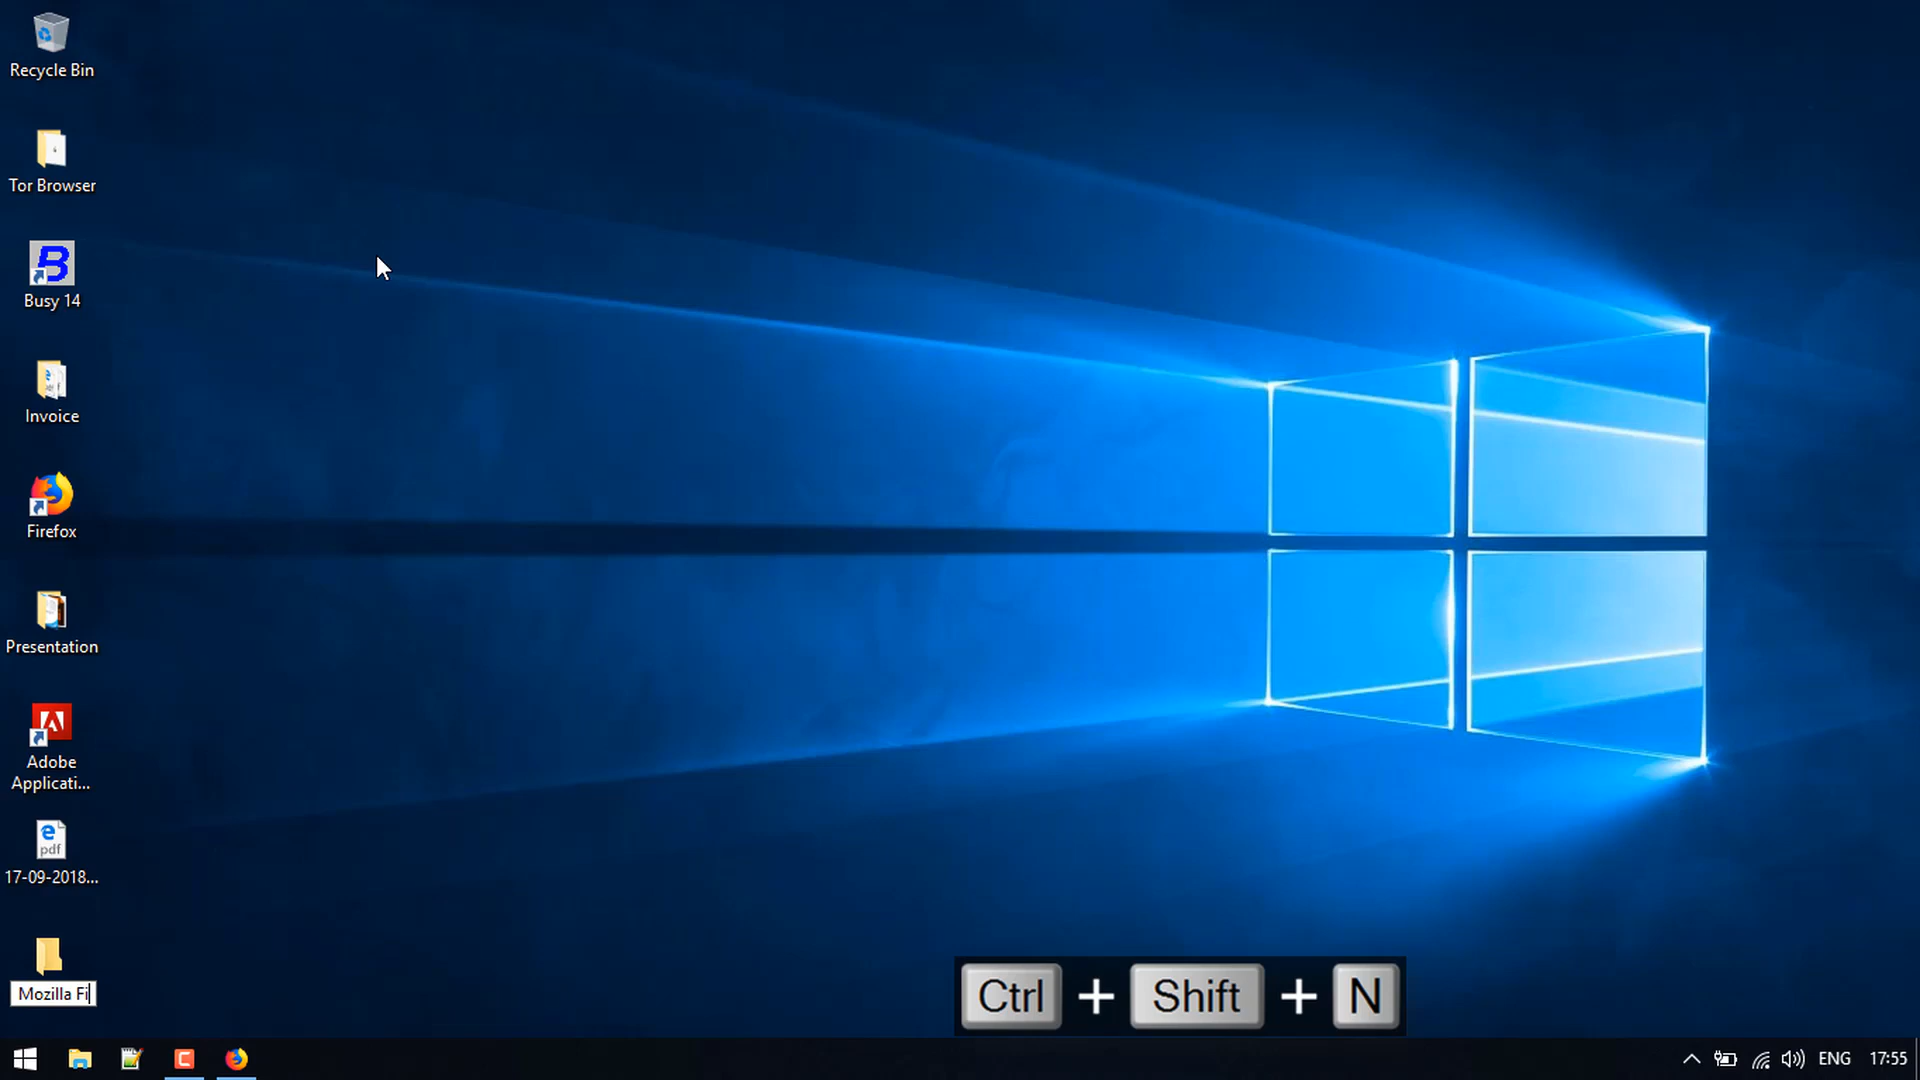 Recycle Bin
Tor Browser
B
Busy 14
Invoice
Firefox
Presentation
Adobe
Applicati...
pdf
17-09-2018...
Mozilla Fi
Ctrl + Shift + N
C
ENG
17:55